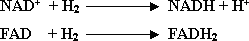 NAD⁺ + H₂ ⟶ NADH + H⁺
FAD + H₂ ⟶ FADH₂